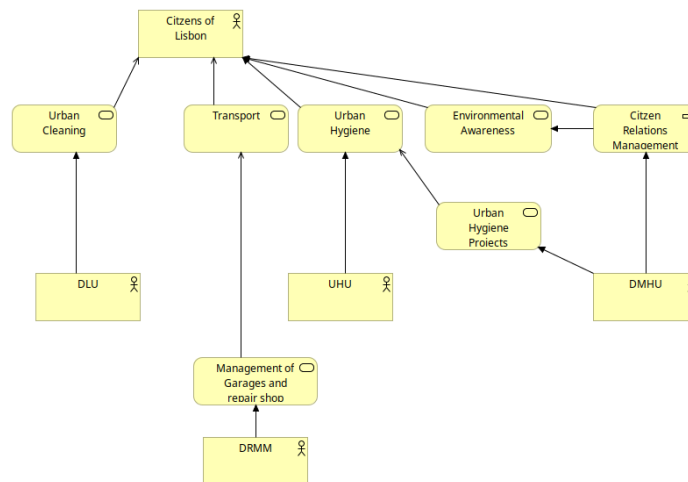 Citzens of
Lisbon
Urban
Cleaning
Transport
Urban
Hygiene
Environmental
Awareness
Citzen
Relations
Management
Urban
Hygiene
Projects
DLU
UHU
DMHU
Management of
Garages and
repair shop
DRMM